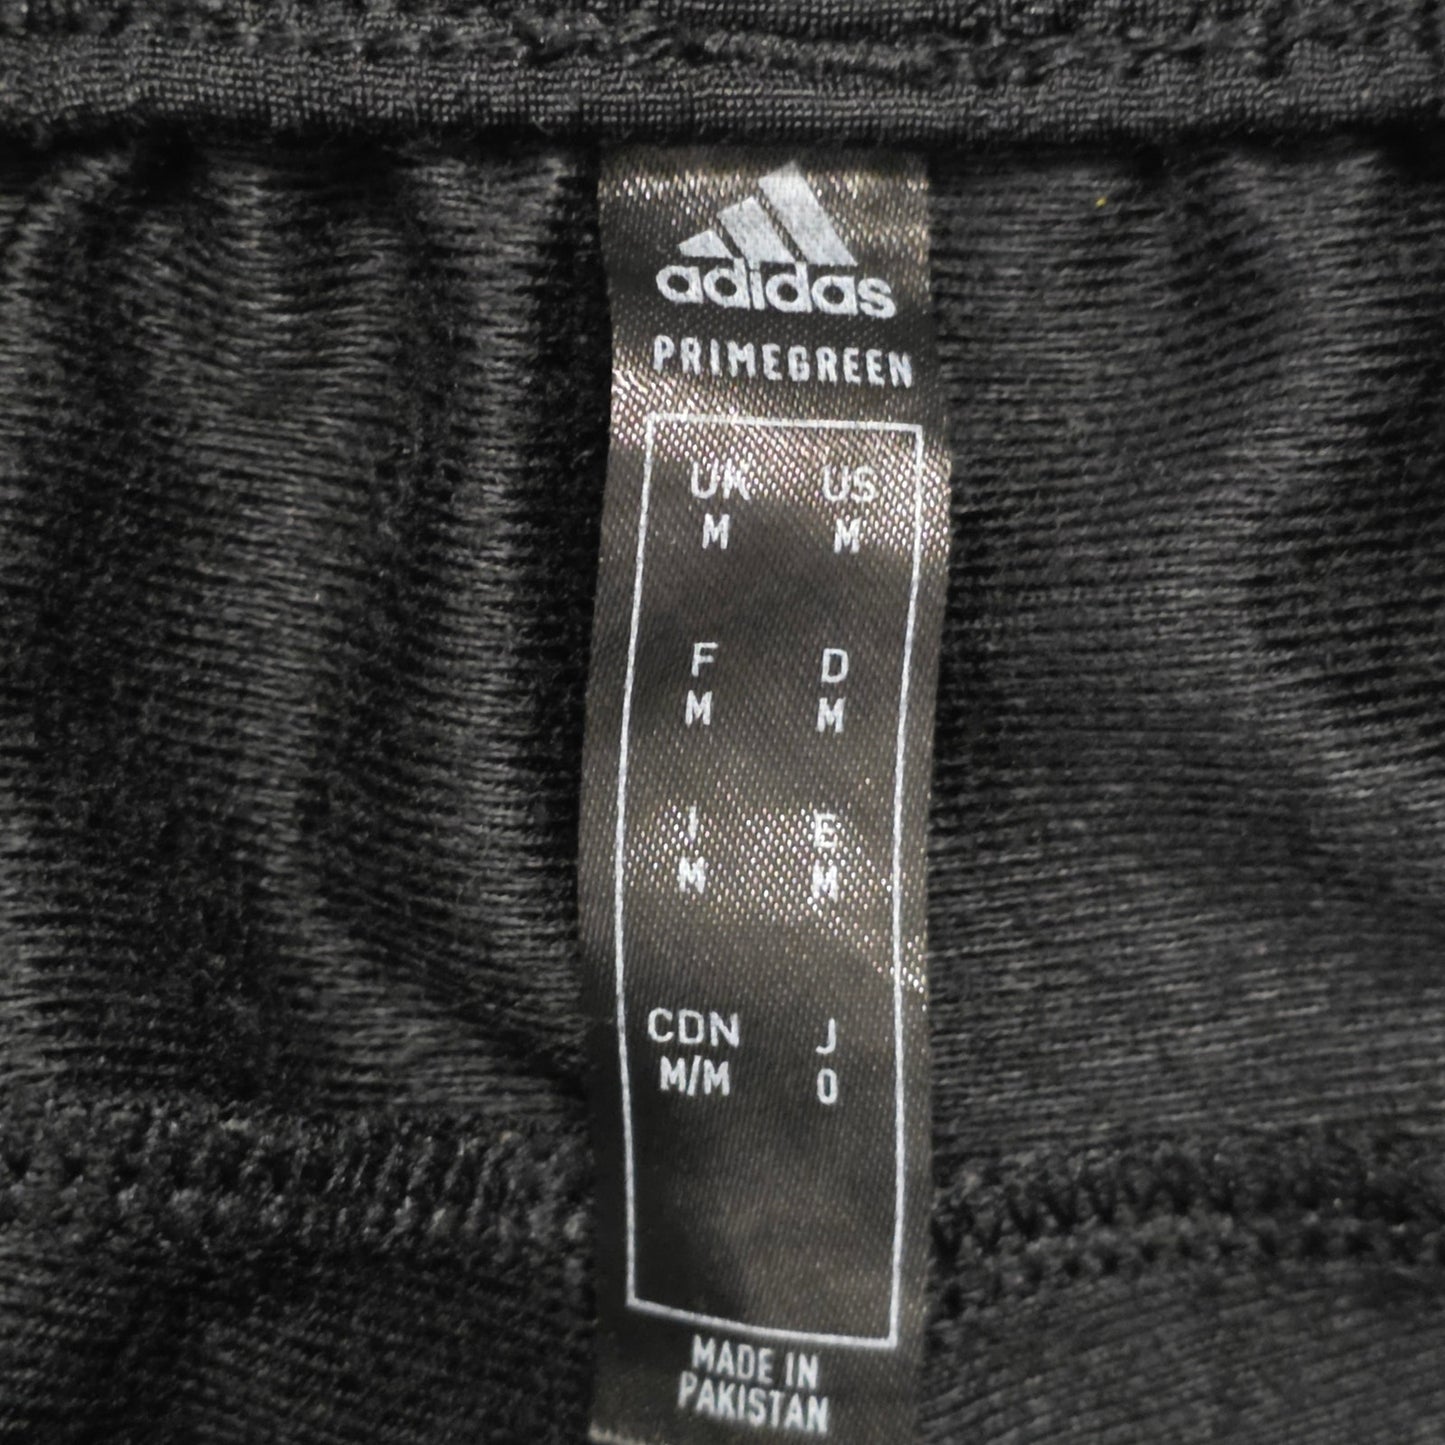 adidas
PRIMEGREEN
UK US
M M
F D
M M
I E
M M
CDN J
M/M O
MADE IN
PAKISTAN